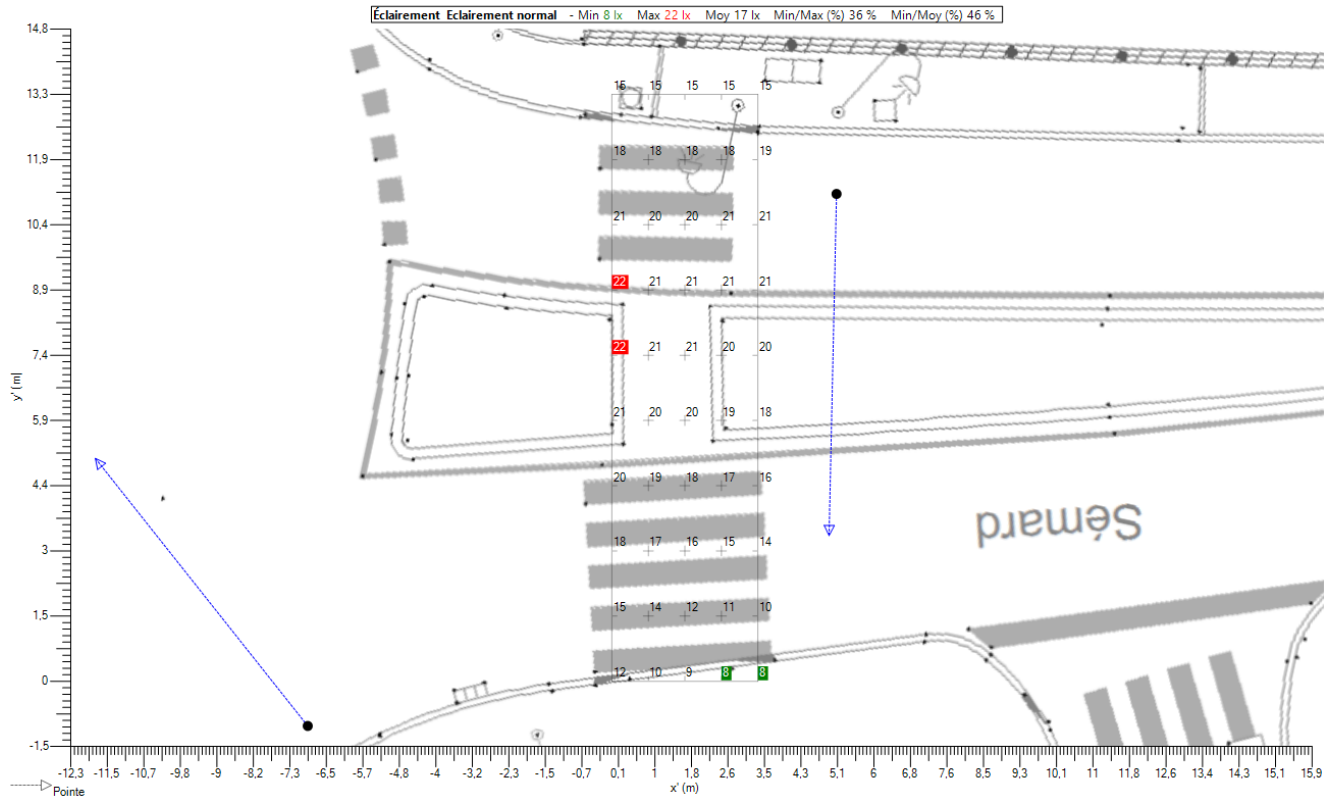 Éclairement Eclairement normal - Min 8 lx Max 22 lx Moy 17 lx Min/Max (%) 36 % Min/Moy (%) 46 %
14.8
13.3
15 15 15 15 15
11.9
18 18 18 18 19
10,4
21 20 20 21 21
8,9
22 21 21 21 21
7.4
22 21 21 20 20
y' (m)
5,9
21 20 20 19 18
4.4
20 19 18 17 16
Sémard
3
18 17 16 15 14
1.5
15 14 12 11 10
0
12 10 9 8 8
-1.5
-12.3 -11.5 -10.7 -9.8 -9 -8.2 -7.3 -6.5 -5.7 -4.8 -4 -3.2 -2.3 -1.5 -0.7 0,1 1 1.8 2.6 3.5 4.3 5,1 6 6.8 7.6 8.5 9.3 10,1 11 11.8 12.6 13.4 14.3 15,1 15,9
x' (m)
Pointe